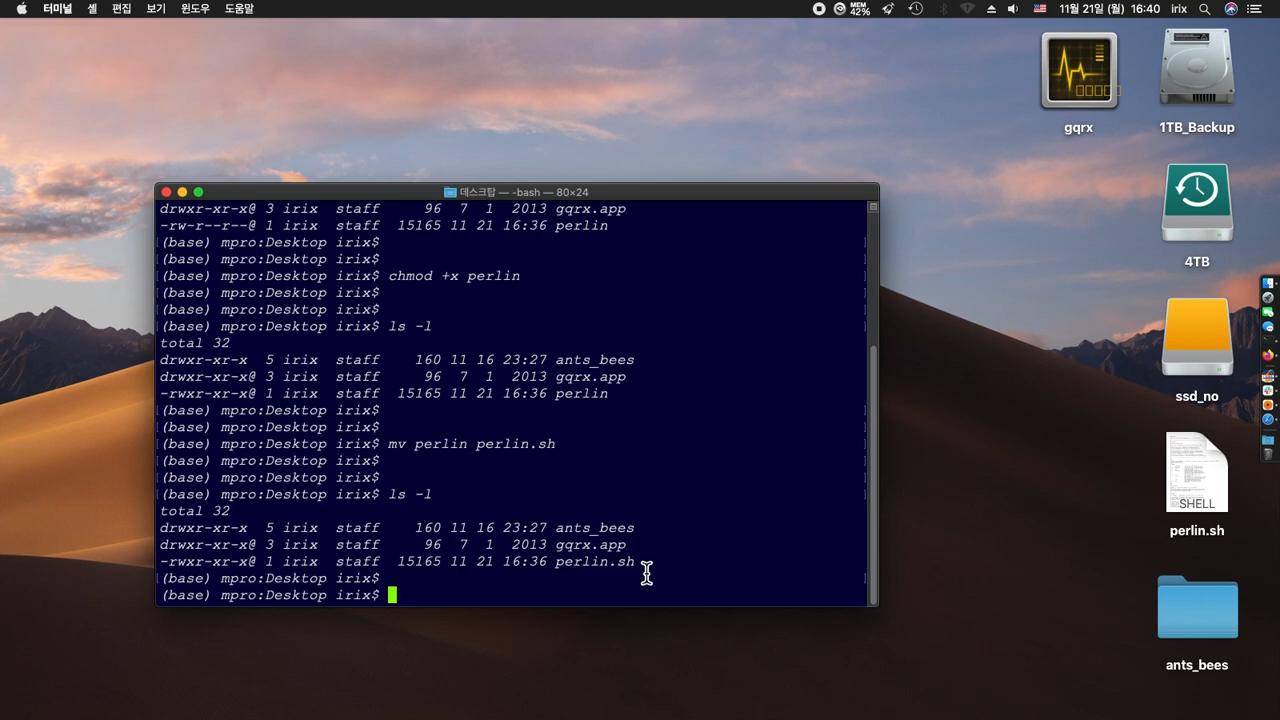 터미널 셸 편집 보기 윈도우 도움말
MEM 42% 11월 21일 (월) 16:40 irix
데스크탑 — -bash — 80×24
drwxr-xr-x@ 3 irix  staff     96  7  1  2013 gqrx.app
-rw-r--r--@ 1 irix  staff  15165 11 21 16:36 perlin
(base) mpro:Desktop irix$
(base) mpro:Desktop irix$
(base) mpro:Desktop irix$ chmod +x perlin
(base) mpro:Desktop irix$
(base) mpro:Desktop irix$
(base) mpro:Desktop irix$ ls -l
total 32
drwxr-xr-x  5 irix  staff    160 11 16 23:27 ants_bees
drwxr-xr-x@ 3 irix  staff     96  7  1  2013 gqrx.app
-rwxr-xr-x@ 1 irix  staff  15165 11 21 16:36 perlin
(base) mpro:Desktop irix$
(base) mpro:Desktop irix$
(base) mpro:Desktop irix$ mv perlin perlin.sh
(base) mpro:Desktop irix$
(base) mpro:Desktop irix$
(base) mpro:Desktop irix$ ls -l
total 32
drwxr-xr-x  5 irix  staff    160 11 16 23:27 ants_bees
drwxr-xr-x@ 3 irix  staff     96  7  1  2013 gqrx.app
-rwxr-xr-x@ 1 irix  staff  15165 11 21 16:36 perlin.sh
(base) mpro:Desktop irix$
(base) mpro:Desktop irix$
gqrx
1TB_Backup
4TB
ssd_no
SHELL
perlin.sh
ants_bees